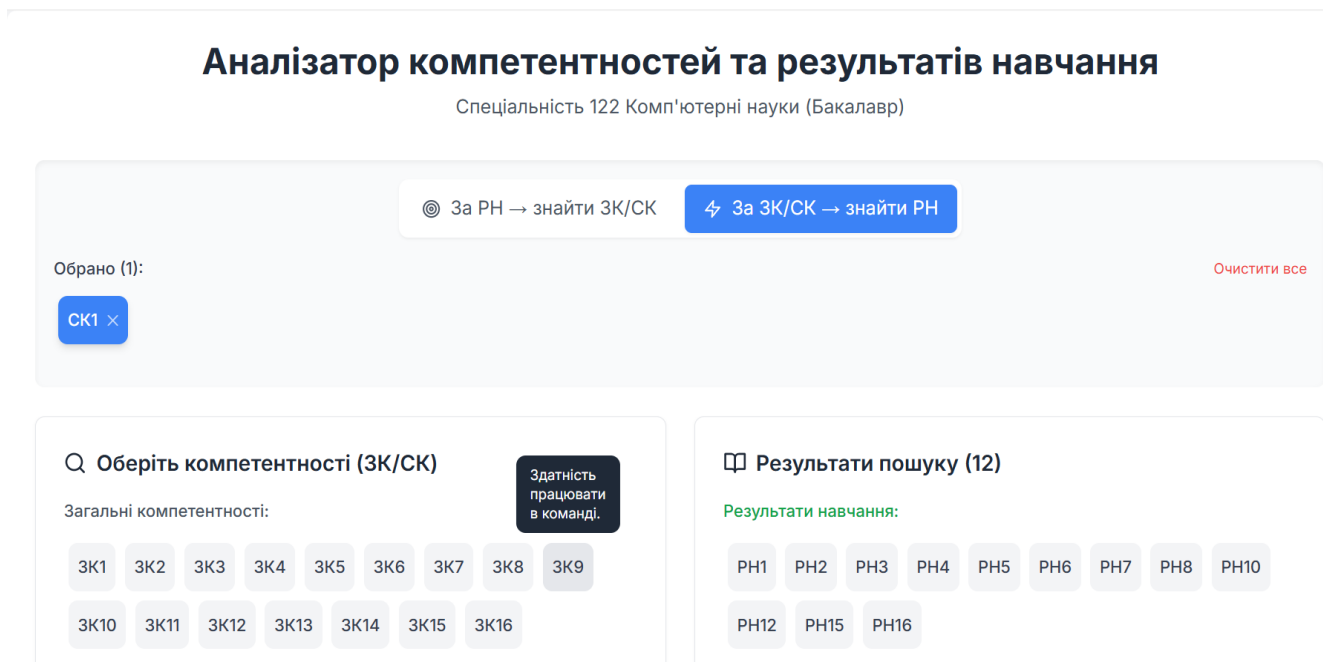 Аналізатор компетентностей та результатів навчання
Спеціальність 122 Комп'ютерні науки (Бакалавр)
За РН → знайти ЗК/СК
За ЗК/СК → знайти РН
Обрано (1):
Очистити все
СК1 ×
Оберіть компетентності (ЗК/СК)
Здатність
працювати
в команді.
Загальні компетентності:
ЗК1 ЗК2 ЗК3 ЗК4 ЗК5 ЗК6 ЗК7 ЗК8 ЗК9
ЗК10 ЗК11 ЗК12 ЗК13 ЗК14 ЗК15 ЗК16
Результати пошуку (12)
Результати навчання:
РН1 РН2 РН3 РН4 РН5 РН6 РН7 РН8 РН10
РН12 РН15 РН16